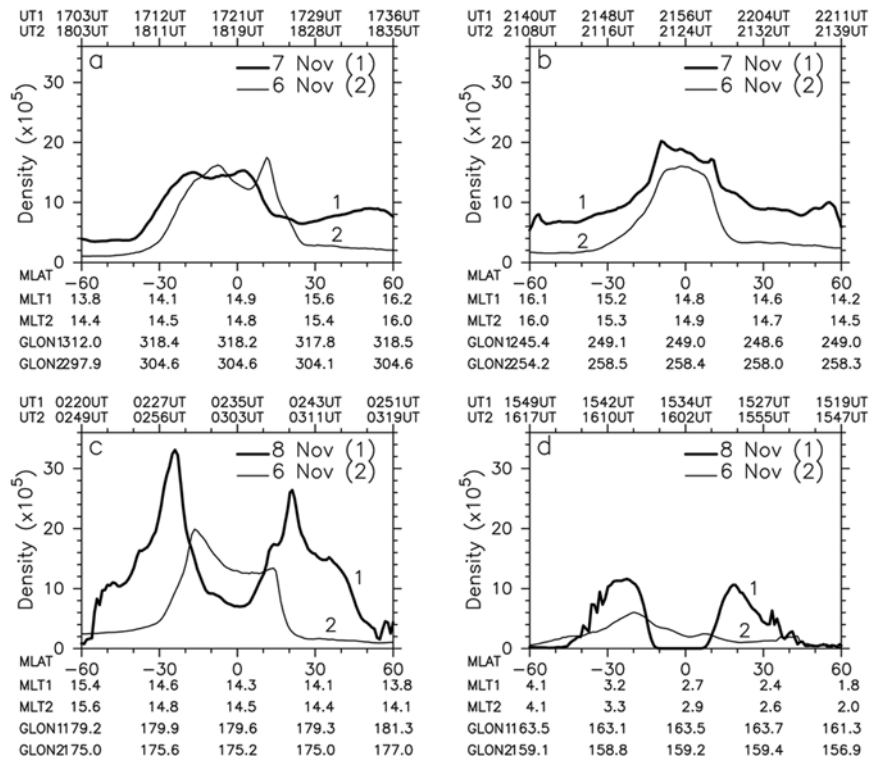 UT1 1703UT 1712UT 1721UT 1729UT 1736UT
UT2 1803UT 1811UT 1819UT 1828UT 1835UT
a
7 Nov (1)
6 Nov (2)
Density (x10⁵)
30
20
10
0
1
2
MLAT −60 −30 0 30 60
MLT1 13.8 14.1 14.9 15.6 16.2
MLT2 14.4 14.5 14.8 15.4 16.0
GLON1312.0 318.4 318.2 317.8 318.5
GLON2297.9 304.6 304.6 304.1 304.6
UT1 2140UT 2148UT 2156UT 2204UT 2211UT
UT2 2108UT 2116UT 2124UT 2132UT 2139UT
b
7 Nov (1)
6 Nov (2)
Density (x10⁵)
30
20
10
0
1
2
MLAT −60 −30 0 30 60
MLT1 16.1 15.2 14.8 14.6 14.2
MLT2 16.0 15.3 14.9 14.7 14.5
GLON1245.4 249.1 249.0 248.6 249.0
GLON2254.2 258.5 258.4 258.0 258.3
UT1 0220UT 0227UT 0235UT 0243UT 0251UT
UT2 0249UT 0256UT 0303UT 0311UT 0319UT
c
8 Nov (1)
6 Nov (2)
Density (x10⁵)
30
20
10
0
1
2
MLAT −60 −30 0 30 60
MLT1 15.4 14.6 14.3 14.1 13.8
MLT2 15.6 14.8 14.5 14.4 14.1
GLON1179.2 179.9 179.6 179.3 181.3
GLON2175.0 175.6 175.2 175.0 177.0
UT1 1549UT 1542UT 1534UT 1527UT 1519UT
UT2 1617UT 1610UT 1602UT 1555UT 1547UT
d
8 Nov (1)
6 Nov (2)
Density (x10⁵)
30
20
10
0
1
2
MLAT −60 −30 0 30 60
MLT1 4.1 3.2 2.7 2.4 1.8
MLT2 4.1 3.3 2.9 2.6 2.0
GLON1163.5 163.1 163.5 163.7 161.3
GLON2159.1 158.8 159.2 159.4 156.9